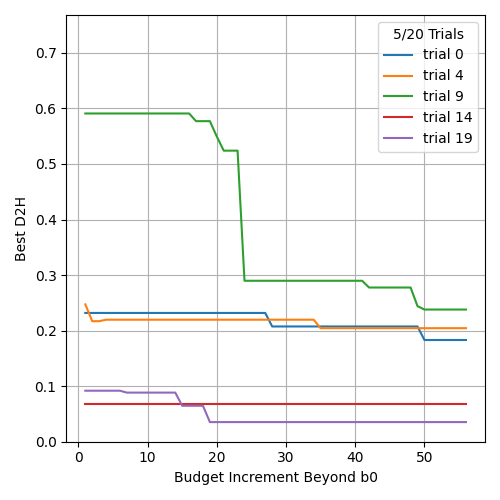 5/20 Trials
trial 0
trial 4
trial 9
trial 14
trial 19
Best D2H
0.7
0.6
0.5
0.4
0.3
0.2
0.1
0.0
0 10 20 30 40 50
Budget Increment Beyond b0